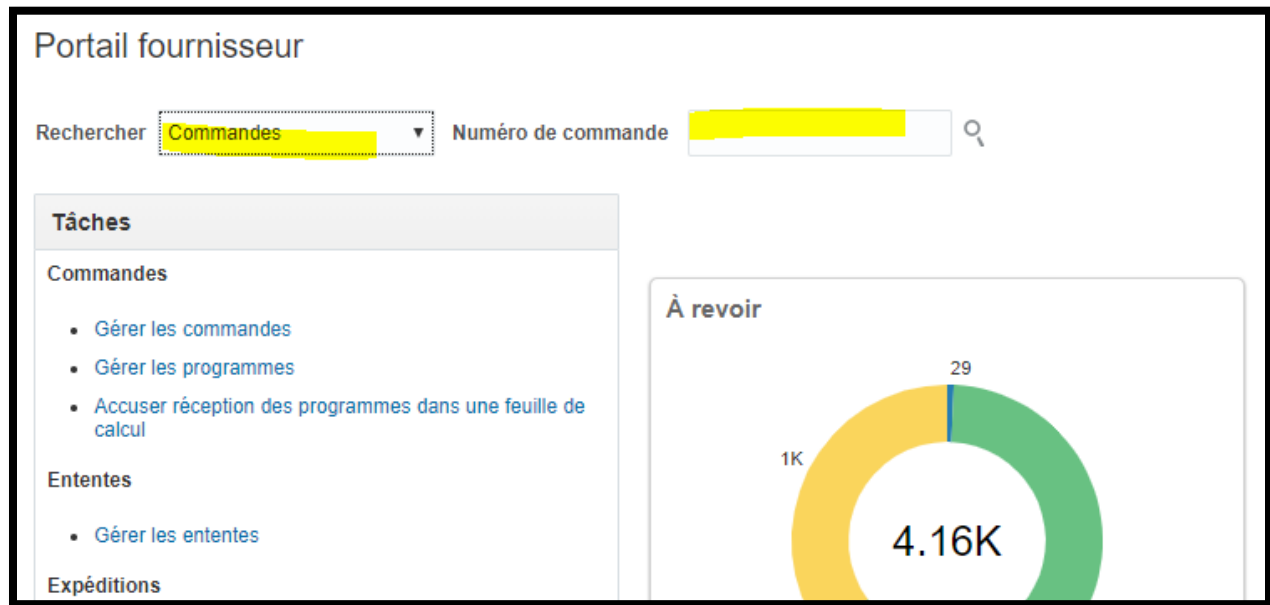 Portail fournisseur
Rechercher Commandes Numéro de commande
Tâches
Commandes
Gérer les commandes
Gérer les programmes
Accuser réception des programmes dans une feuille de
calcul
Ententes
Gérer les ententes
Expéditions
À revoir
29
1K
4.16K